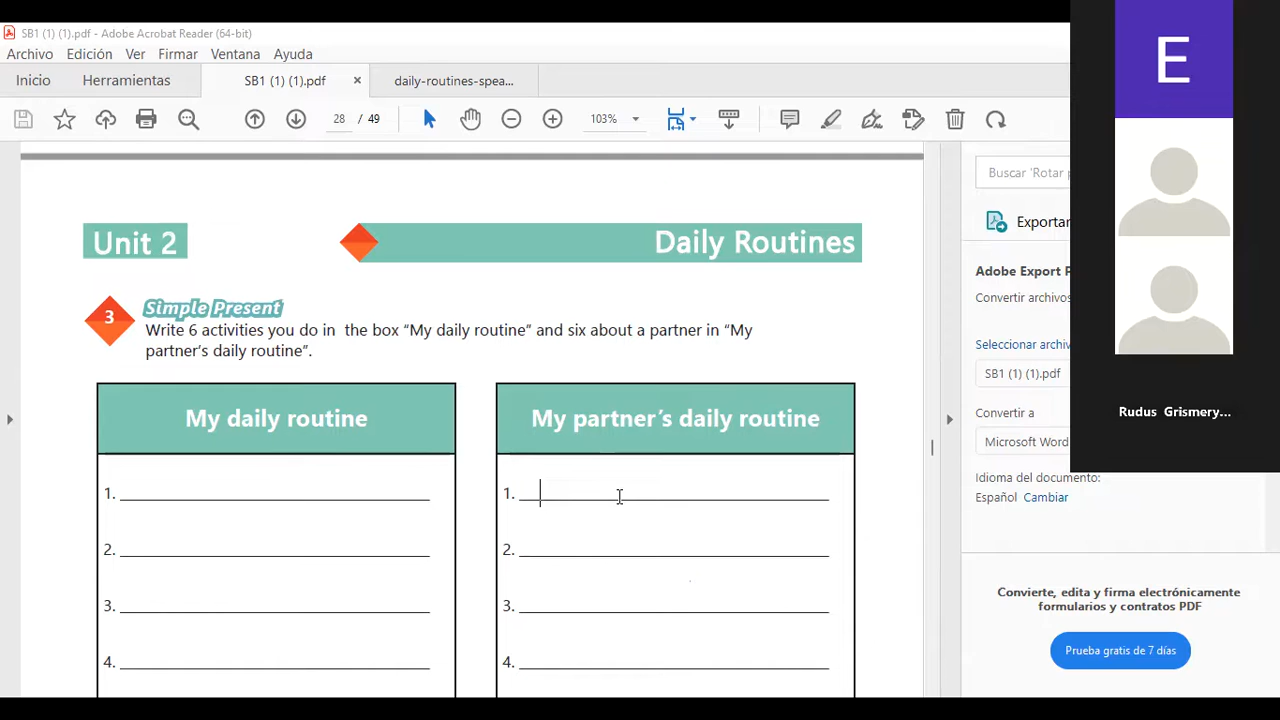 SB1 (1) (1).pdf - Adobe Acrobat Reader (64-bit)
Archivo Edición Ver Firmar Ventana Ayuda
Inicio Herramientas SB1 (1) (1).pdf × daily-routines-spea...
28 / 49 103%
Buscar 'Rotar
Unit 2 Daily Routines
Exportar
3 Simple Present
Write 6 activities you do in the box “My daily routine” and six about a partner in “My
partner’s daily routine”.
Adobe Export
Convertir archivos
Seleccionar archiv
SB1 (1) (1).pdf
Convertir a
Microsoft Word
Idioma del documento:
Español Cambiar
My daily routine My partner’s daily routine
1. 1.
2. 2.
3. 3.
4. 4.
Convierte, edita y firma electrónicamente
formularios y contratos PDF
Prueba gratis de 7 días
E
Rudus Grismery...